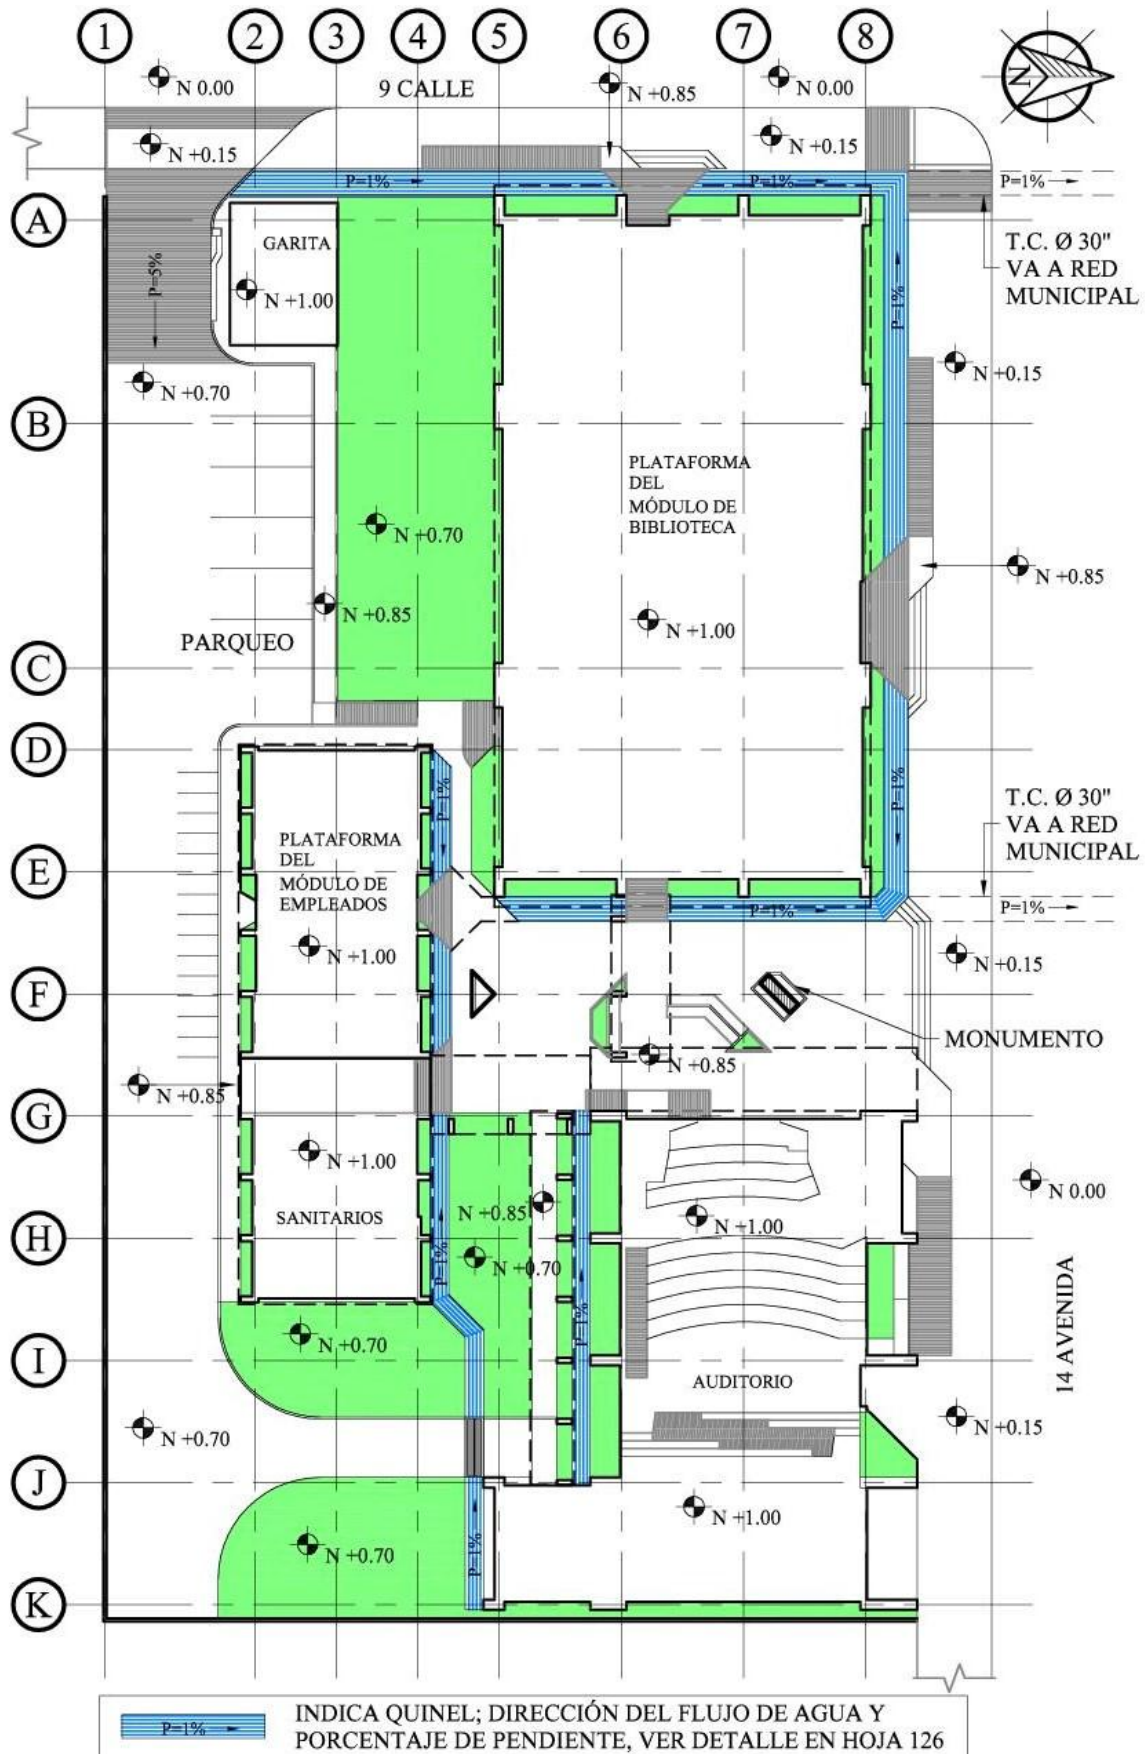 1 2 3 4 5 6 7 8
N
9 CALLE
N 0.00
N +0.85
N 0.00
N +0.15
N +0.15
P=1%
P=1%
P=1%
A
GARITA
P=5%
N +1.00
P=1%
T.C. Ø 30"
VA A RED
MUNICIPAL
N +0.70
N +0.15
B
PLATAFORMA
DEL
MÓDULO DE
BIBLIOTECA
N +0.70
N +0.85
N +0.85
N +1.00
PARQUEO
C
D
P=1%
P=1%
T.C. Ø 30"
VA A RED
MUNICIPAL
PLATAFORMA
DEL
MÓDULO DE
EMPLEADOS
E
P=1%
P=1%
N +1.00
N +0.15
F
MONUMENTO
N +0.85
N +0.85
G
N +1.00
N 0.00
SANITARIOS
N +0.85
N +1.00
H
P=1%
N +0.70
P=1%
14 AVENIDA
N +0.70
I
AUDITORIO
N +0.70
N +0.15
J
N +1.00
N +0.70
P=1%
K
P=1%
INDICA QUINEL; DIRECCIÓN DEL FLUJO DE AGUA Y
PORCENTAJE DE PENDIENTE, VER DETALLE EN HOJA 126